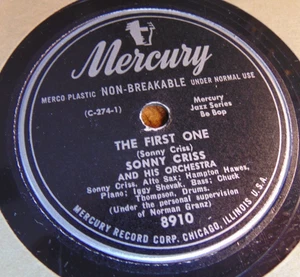 Mercury
MERCO PLASTIC NON-BREAKABLE UNDER NORMAL USE
(C-274-1)
Mercury
Jazz Series
Be Bop
THE FIRST ONE
(Sonny Criss)
SONNY CRISS
AND HIS ORCHESTRA
Sonny Criss, Alto Sax; Hampton Hawes,
Piano; Iggy Shevak, Bass; Chuck
Thompson, Drums.
(Under the personal supervision
of Norman Granz)
8910
MERCURY RECORD CORP. CHICAGO, ILLINOIS U.S.A.